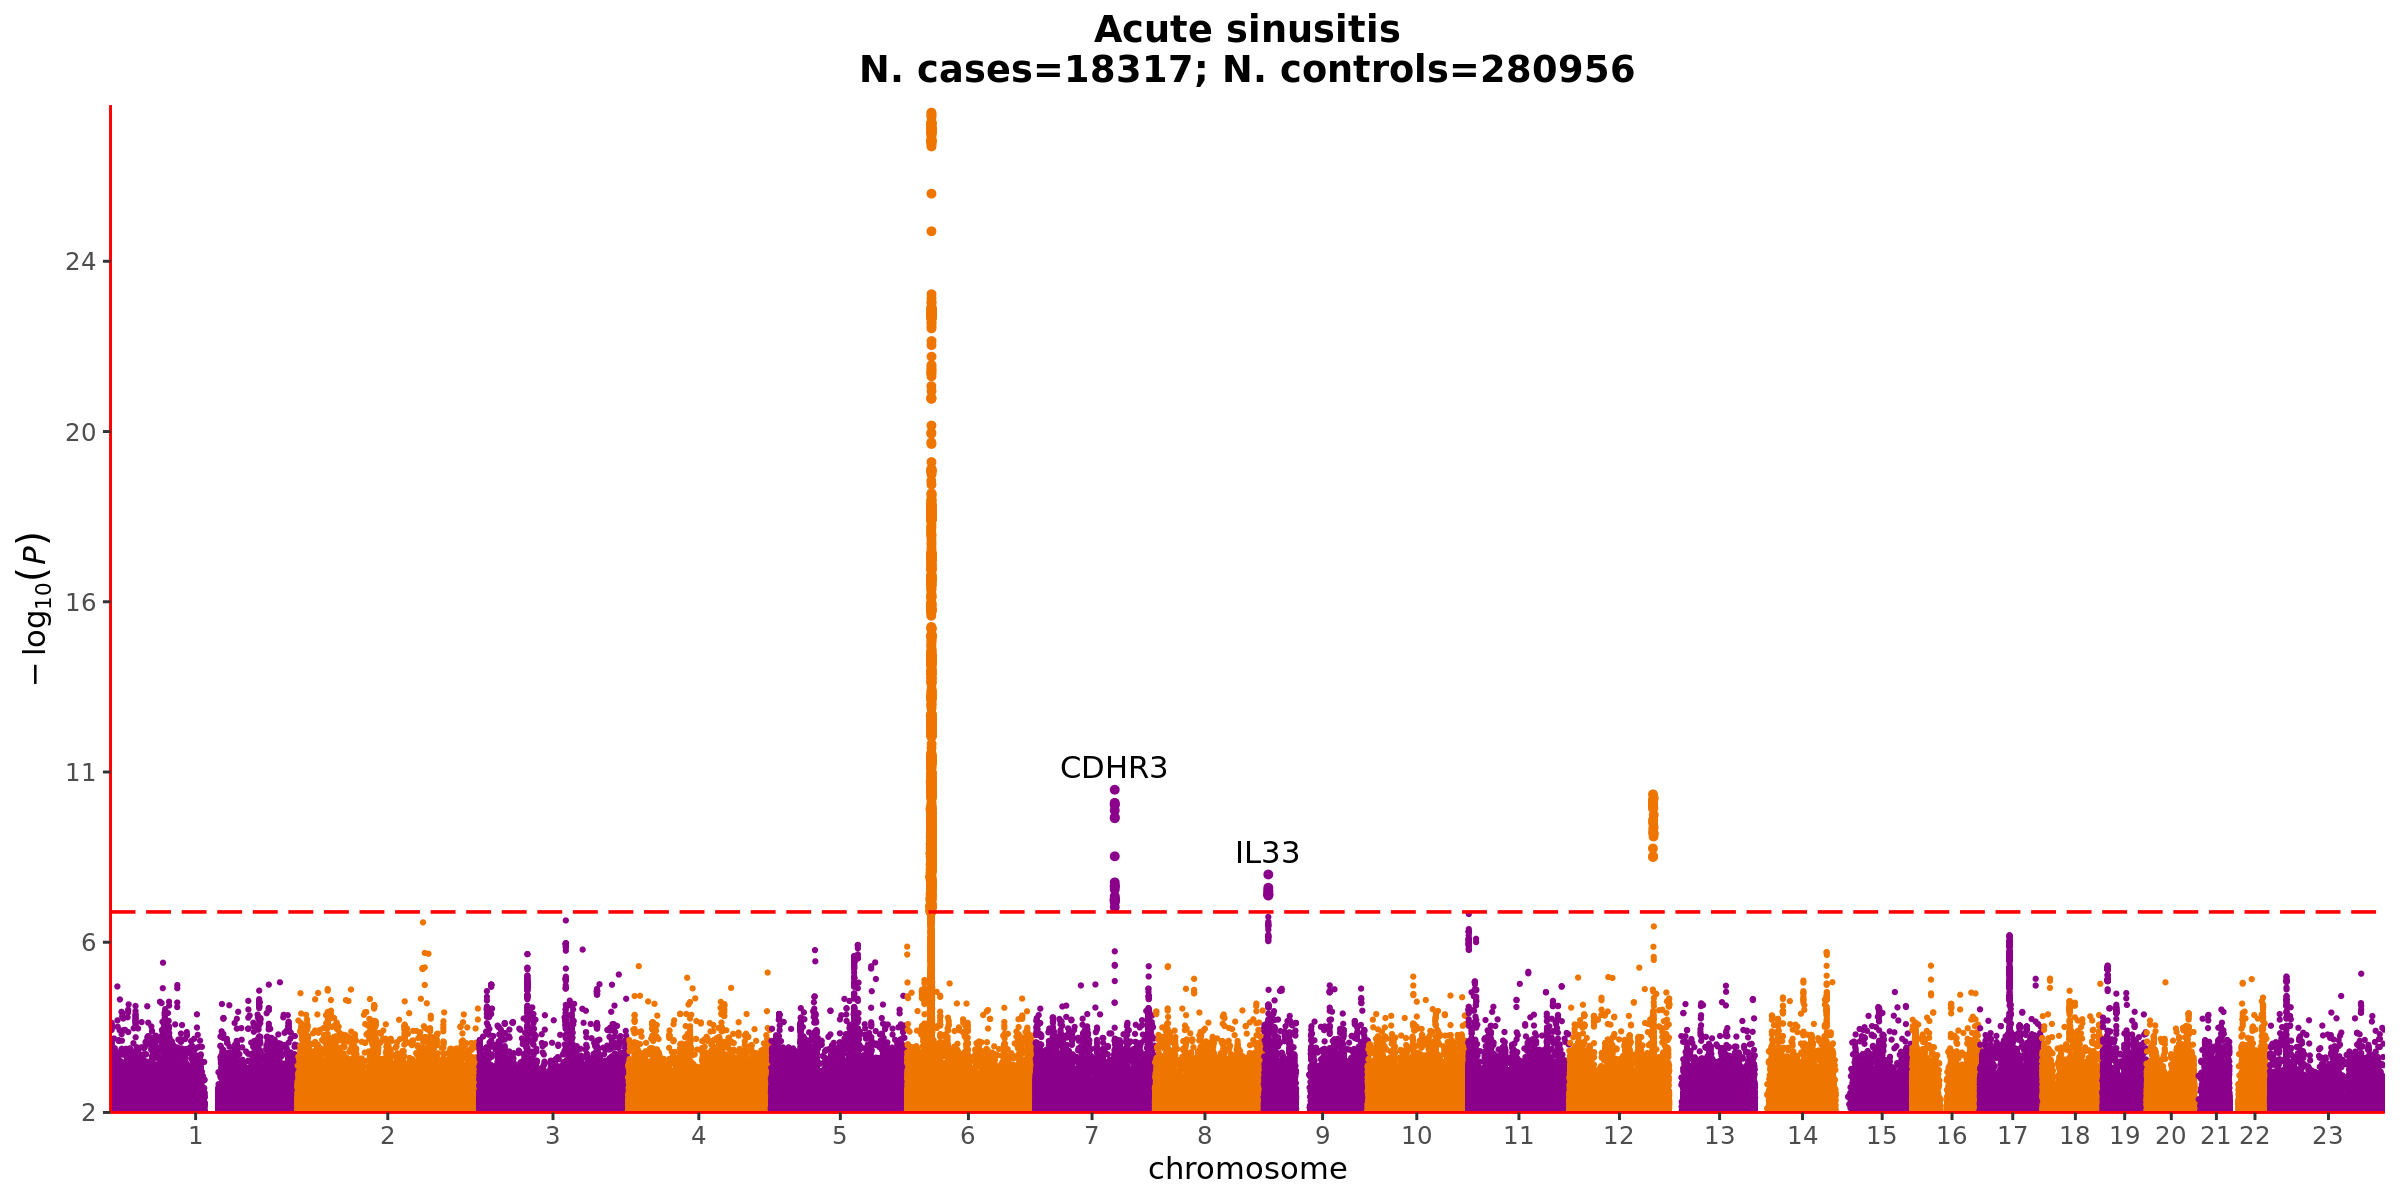 Acute sinusitis
N. cases=18317; N. controls=280956
24
20
16
11
6
2
−log10(P)
CDHR3
IL33
1 2 3 4 5 6 7 8 9 10 11 12 13 14 15 16 17 18 19 20 21 22 23
chromosome